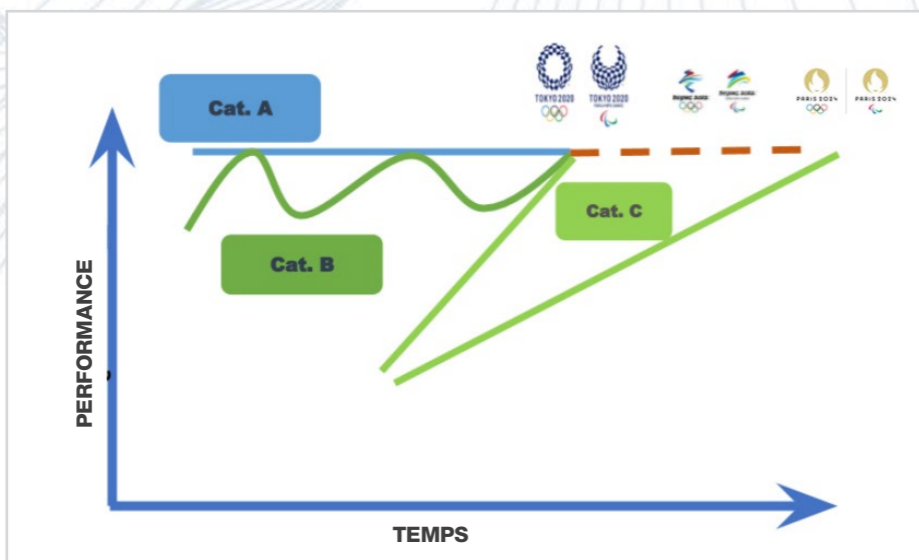 Cat. A
TOKYO 2020
TOKYO 2020
PARIS 2024
PARIS 2024
Cat. C
Cat. B
PERFORMANCE
TEMPS